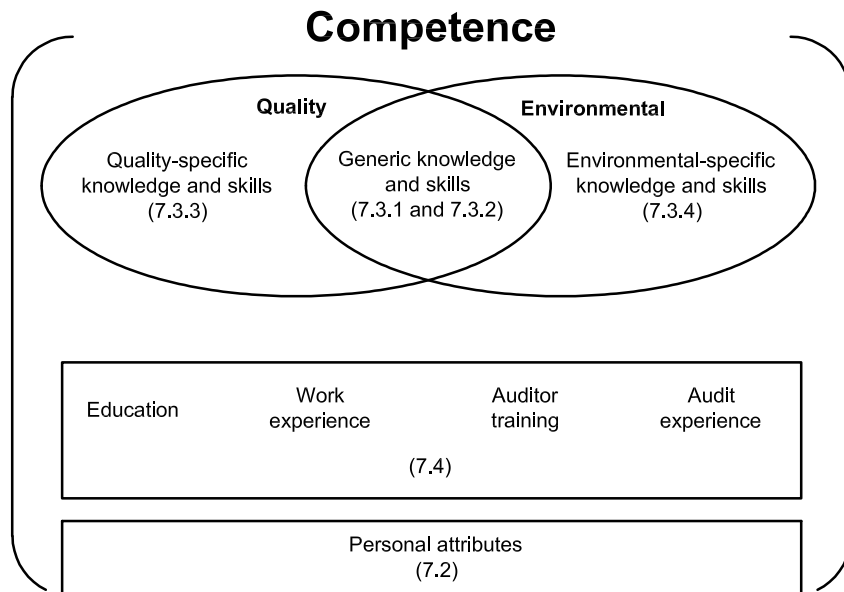 Competence
Quality
Environmental
Quality-specific
knowledge and skills
(7.3.3)
Generic knowledge
and skills
(7.3.1 and 7.3.2)
Environmental-specific
knowledge and skills
(7.3.4)
Education
Work
experience
Auditor
training
Audit
experience
(7.4)
Personal attributes
(7.2)